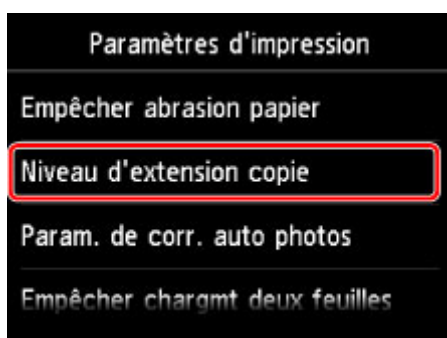 Paramètres d'impression
Empêcher abrasion papier
Niveau d'extension copie
Param. de corr. auto photos
Empêcher chargmt deux feuilles